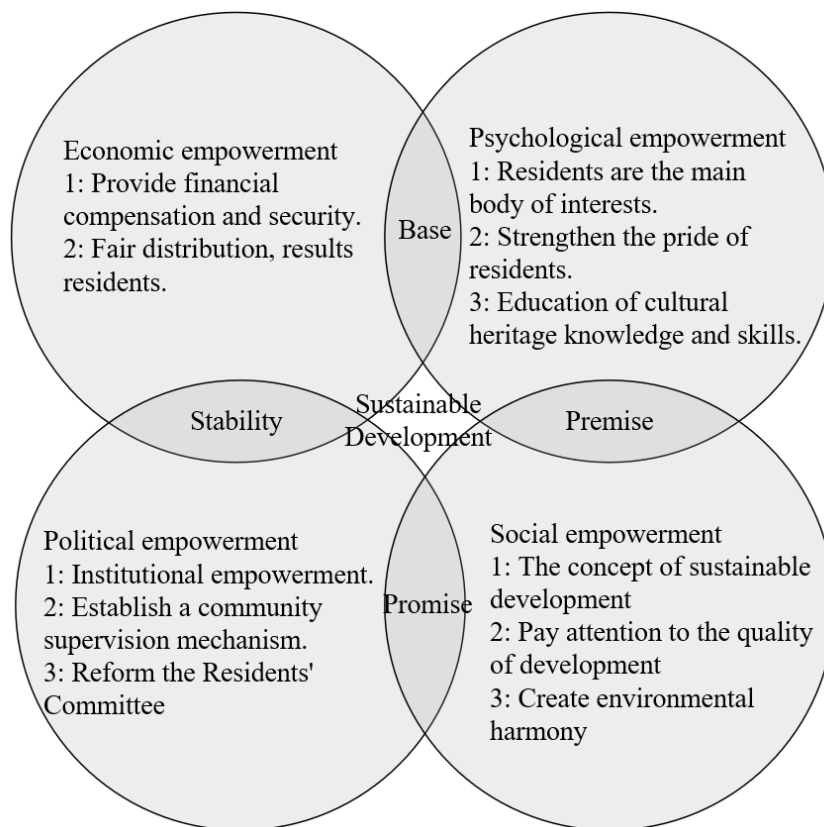 Economic empowerment
1: Provide financial
compensation and security.
2: Fair distribution, results
residents.
Base
Psychological empowerment
1: Residents are the main
body of interests.
2: Strengthen the pride of
residents.
3: Education of cultural
heritage knowledge and skills.
Stability
Sustainable
Development
Premise
Political empowerment
1: Institutional empowerment.
2: Establish a community
supervision mechanism.
3: Reform the Residents'
Committee
Promise
Social empowerment
1: The concept of sustainable
development
2: Pay attention to the quality
of development
3: Create environmental
harmony